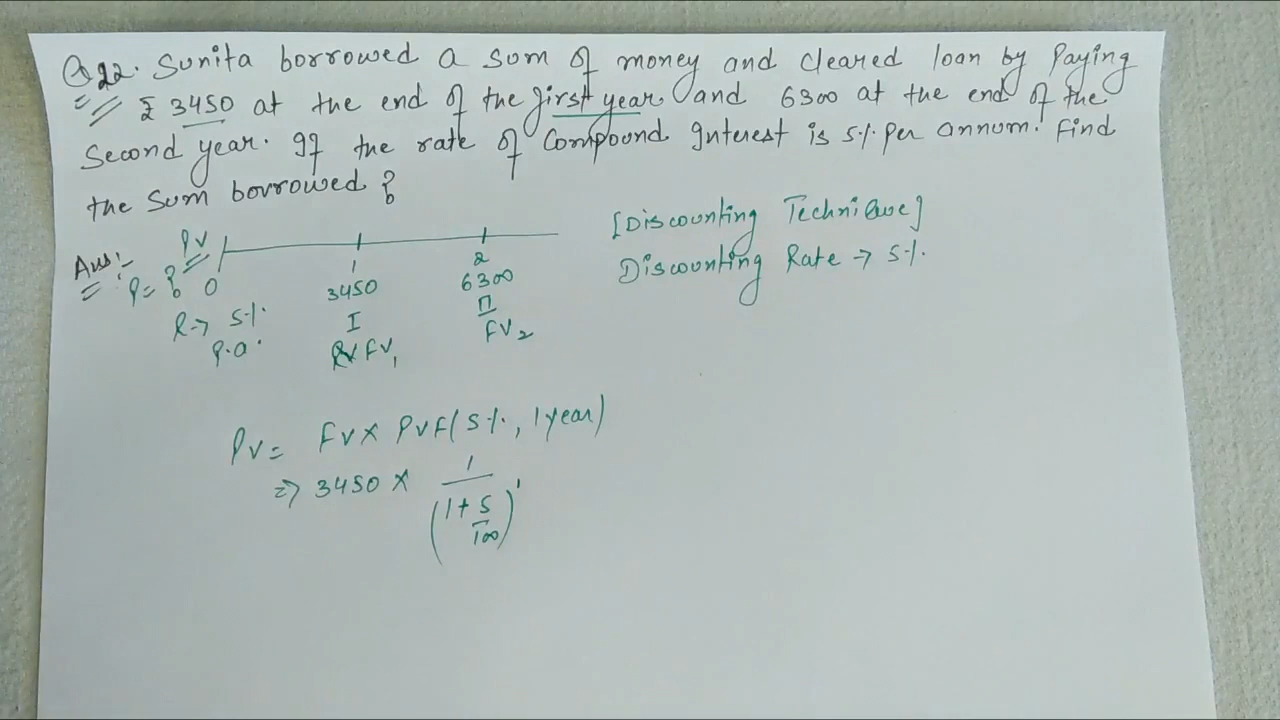 Q22. Sunita borrowed a sum of money and cleared loan by Paying
₹ 3450 at the end of the first year and 6300 at the end of the
Second year. If the rate of Compound Interest is 5% Per annum. Find
the Sum borrowed ?
Ans:-
PV
P= ? 0
1
2
3450
6300
R→ 5%
P.a.
I
II
FV1
FV2
[Discounting Technique]
Discounting Rate → 5%.
PV = FV × PVF(5%, 1year)
⇒ 3450 × 1/(1+5/100)^1